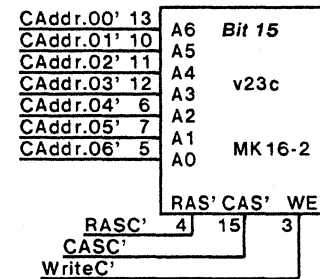 CAddr.00' 13 A6 Bit 15
CAddr.01' 10 A5
CAddr.02' 11 A4
CAddr.03' 12 A3 v23c
CAddr.04' 6 A2
CAddr.05' 7 A1
CAddr.06' 5 A0 MK16-2
RAS' CAS' WE
RASC' 4 15 3
CASC'
WriteC'